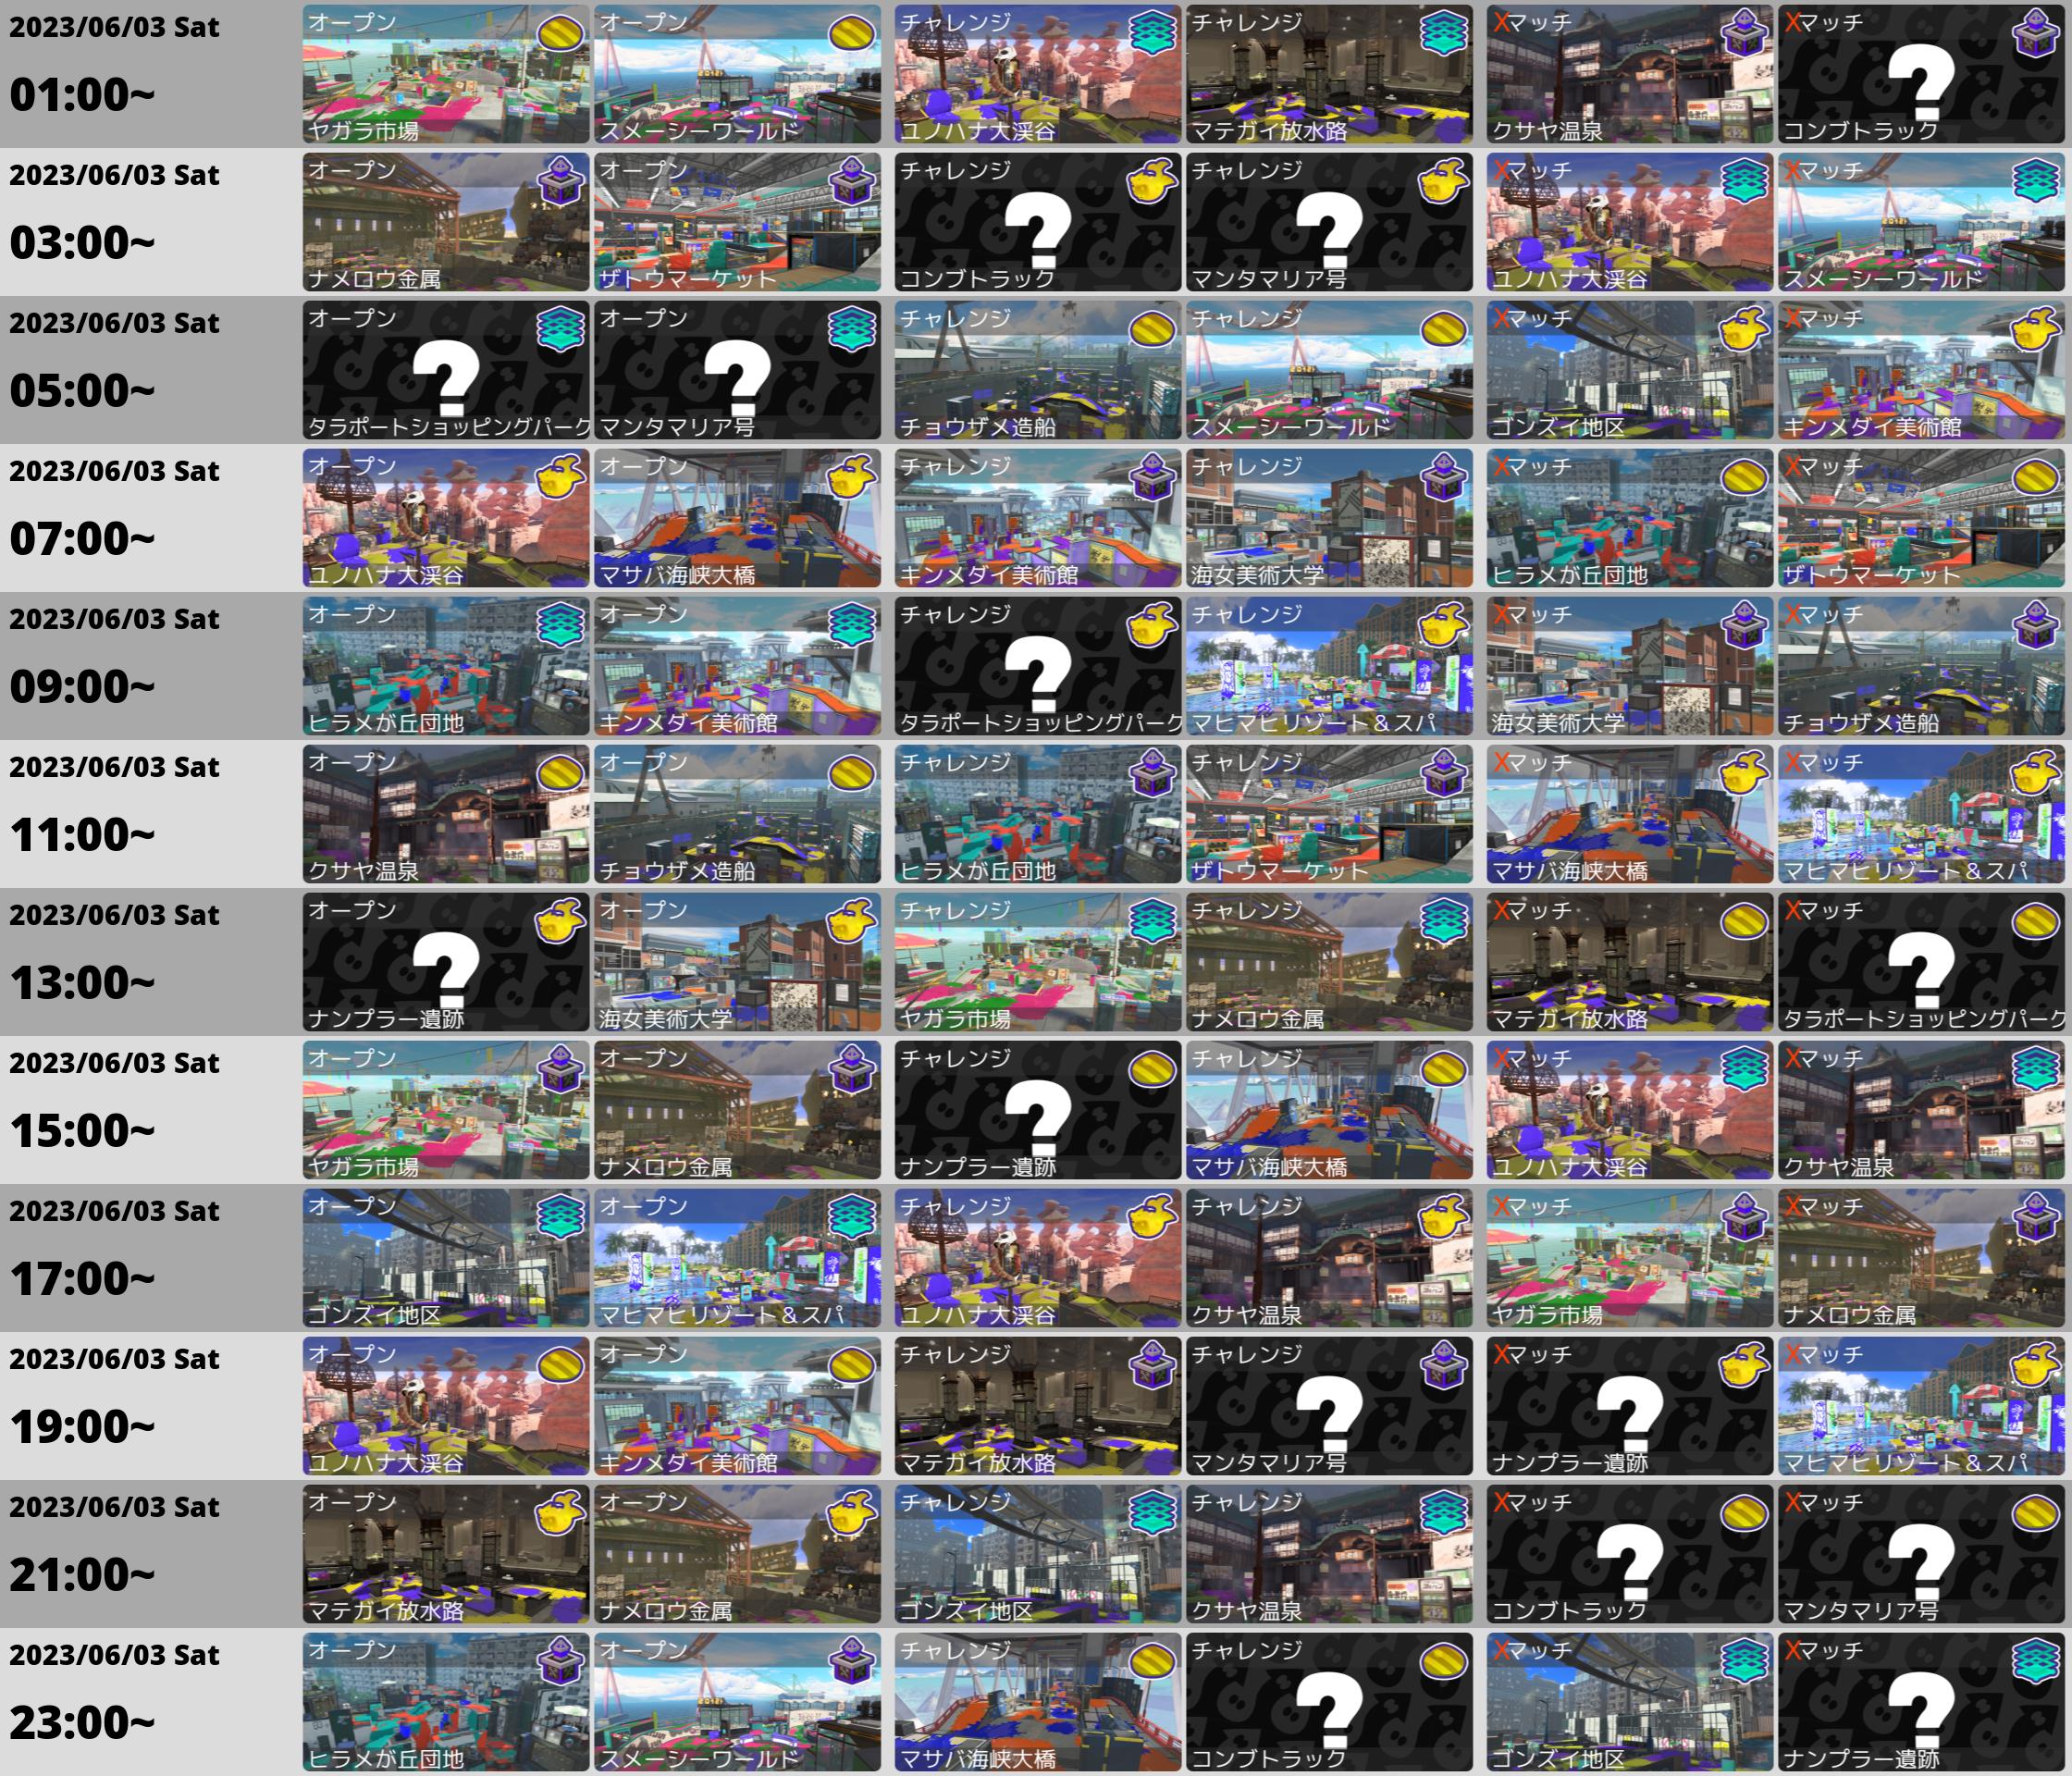 2023/06/03 Sat
01:00~
オープン オープン チャレンジ チャレンジ Xマッチ Xマッチ
ヤガラ市場 スメーシーワールド ユノハナ大渓谷 マテガイ放水路 クサヤ温泉 コンブトラック
2023/06/03 Sat
03:00~
オープン オープン チャレンジ チャレンジ Xマッチ Xマッチ
ナメロウ金属 ザトウマーケット コンブトラック マンタマリア号 ユノハナ大渓谷 スメーシーワールド
2023/06/03 Sat
05:00~
オープン オープン チャレンジ チャレンジ Xマッチ Xマッチ
タラポートショッピングパーク マンタマリア号 チョウザメ造船 スメーシーワールド ゴンズイ地区 キンメダイ美術館
2023/06/03 Sat
07:00~
オープン オープン チャレンジ チャレンジ Xマッチ Xマッチ
ユノハナ大渓谷 マサバ海峡大橋 キンメダイ美術館 海女美術大学 ヒラメが丘団地 ザトウマーケット
2023/06/03 Sat
09:00~
オープン オープン チャレンジ チャレンジ Xマッチ Xマッチ
ヒラメが丘団地 キンメダイ美術館 タラポートショッピングパーク マヒマヒリゾート＆スパ 海女美術大学 チョウザメ造船
2023/06/03 Sat
11:00~
オープン オープン チャレンジ チャレンジ Xマッチ Xマッチ
クサヤ温泉 チョウザメ造船 ヒラメが丘団地 ザトウマーケット マサバ海峡大橋 マヒマヒリゾート＆スパ
2023/06/03 Sat
13:00~
オープン オープン チャレンジ チャレンジ Xマッチ Xマッチ
ナンプラー遺跡 海女美術大学 ヤガラ市場 ナメロウ金属 マテガイ放水路 タラポートショッピングパーク
2023/06/03 Sat
15:00~
オープン オープン チャレンジ チャレンジ Xマッチ Xマッチ
ヤガラ市場 ナメロウ金属 ナンプラー遺跡 マサバ海峡大橋 ユノハナ大渓谷 クサヤ温泉
2023/06/03 Sat
17:00~
オープン オープン チャレンジ チャレンジ Xマッチ Xマッチ
ゴンズイ地区 マヒマヒリゾート＆スパ ユノハナ大渓谷 クサヤ温泉 ヤガラ市場 ナメロウ金属
2023/06/03 Sat
19:00~
オープン オープン チャレンジ チャレンジ Xマッチ Xマッチ
ユノハナ大渓谷 キンメダイ美術館 マテガイ放水路 マンタマリア号 ナンプラー遺跡 マヒマヒリゾート＆スパ
2023/06/03 Sat
21:00~
オープン オープン チャレンジ チャレンジ Xマッチ Xマッチ
マテガイ放水路 ナメロウ金属 ゴンズイ地区 クサヤ温泉 コンブトラック マンタマリア号
2023/06/03 Sat
23:00~
オープン オープン チャレンジ チャレンジ Xマッチ Xマッチ
ヒラメが丘団地 スメーシーワールド マサバ海峡大橋 コンブトラック ゴンズイ地区 ナンプラー遺跡